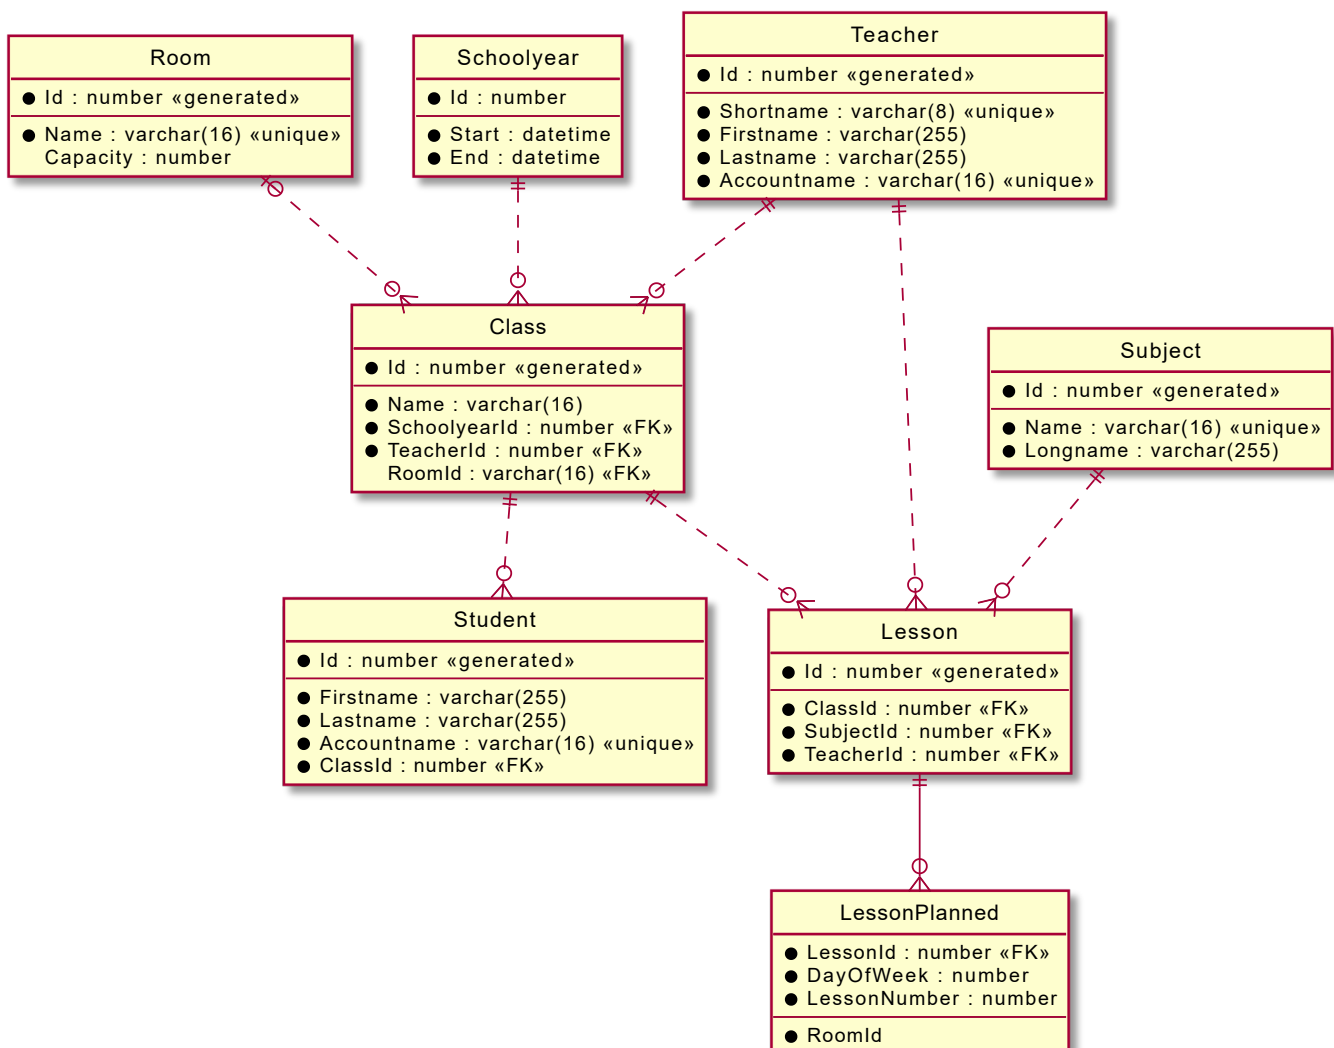 Room
Id : number «generated»
Name : varchar(16) «unique»
Capacity : number
Schoolyear
Id : number
Start : datetime
End : datetime
Teacher
Id : number «generated»
Shortname : varchar(8) «unique»
Firstname : varchar(255)
Lastname : varchar(255)
Accountname : varchar(16) «unique»
Class
Id : number «generated»
Name : varchar(16)
SchoolyearId : number «FK»
TeacherId : number «FK»
RoomId : varchar(16) «FK»
Subject
Id : number «generated»
Name : varchar(16) «unique»
Longname : varchar(255)
Student
Id : number «generated»
Firstname : varchar(255)
Lastname : varchar(255)
Accountname : varchar(16) «unique»
ClassId : number «FK»
Lesson
Id : number «generated»
ClassId : number «FK»
SubjectId : number «FK»
TeacherId : number «FK»
LessonPlanned
LessonId : number «FK»
DayOfWeek : number
LessonNumber : number
RoomId